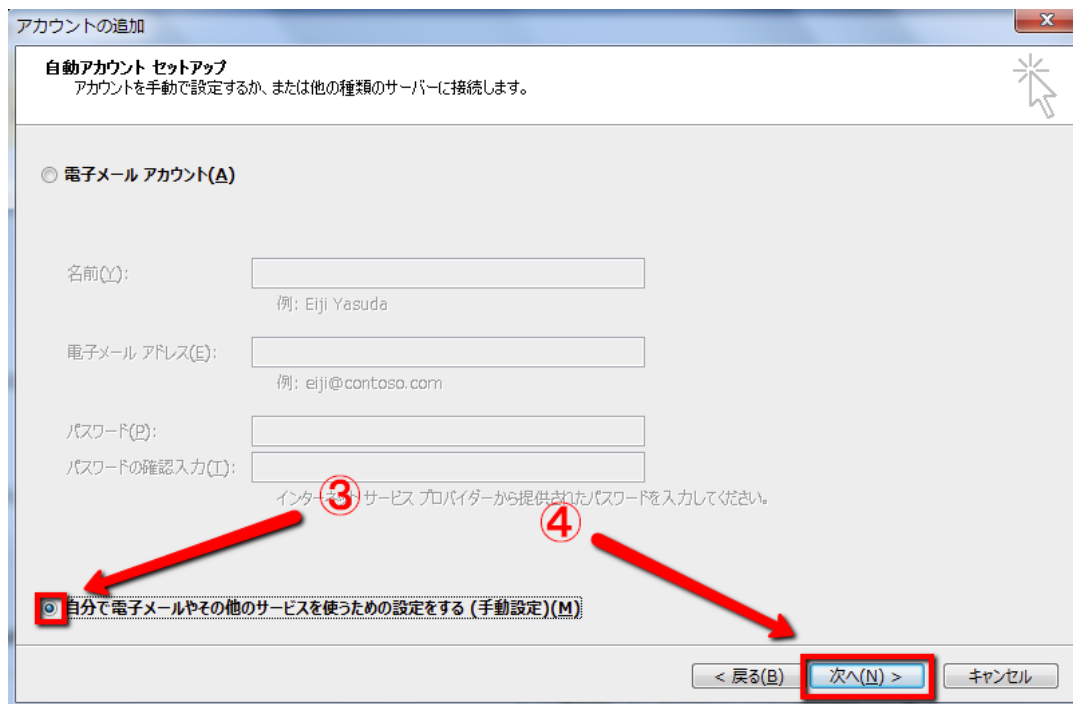 アカウントの追加
自動アカウント セットアップ
アカウントを手動で設定するか、または他の種類のサーバーに接続します。
電子メール アカウント(A)
名前(Y):
例: Eiji Yasuda
電子メール アドレス(E):
例: eiji@contoso.com
パスワード(P):
パスワードの確認入力(T):
③
インターネット サービス プロバイダーから提供されたパスワードを入力してください。
④
自分で電子メールやその他のサービスを使うための設定をする (手動設定)(M)
< 戻る(B)
次へ(N) >
キャンセル